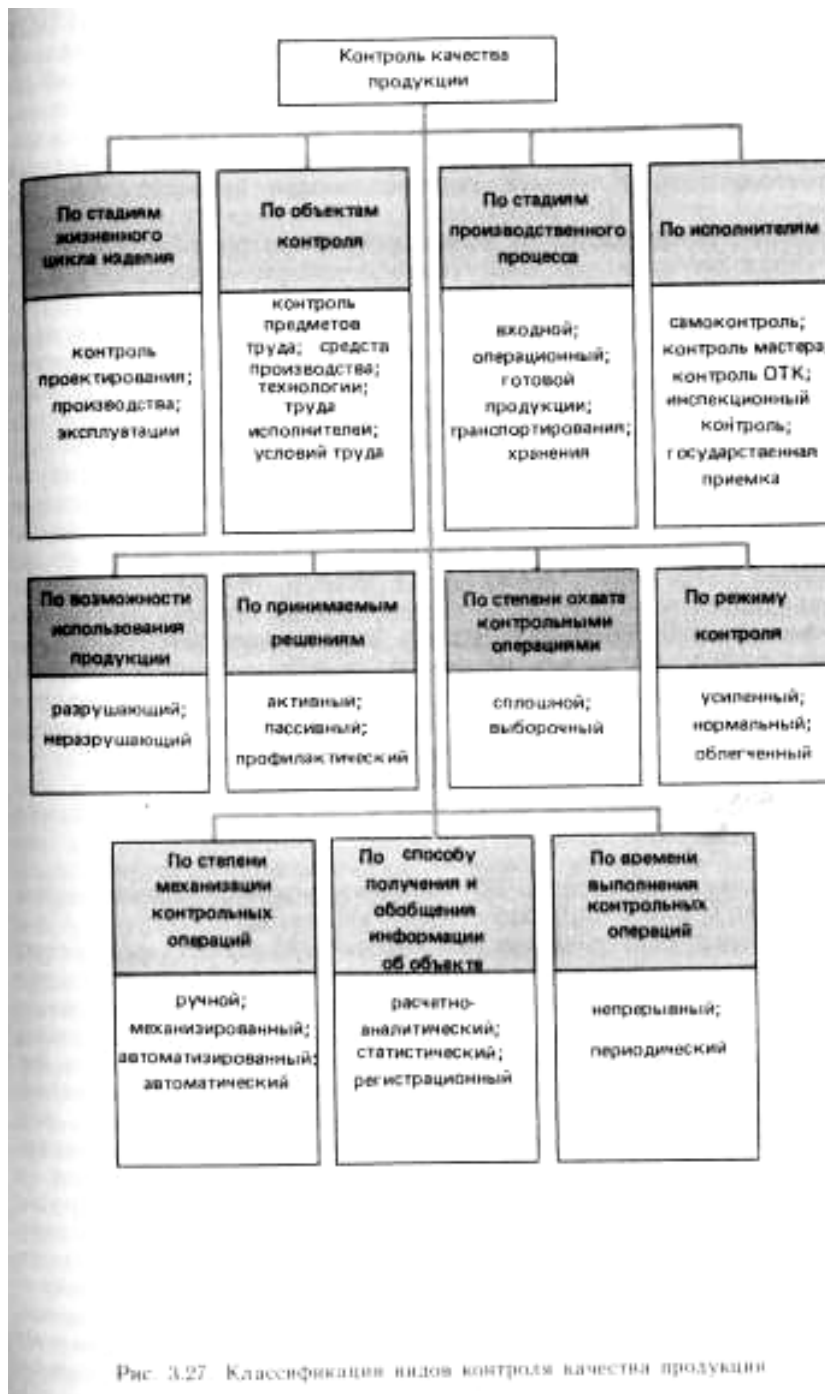 Контроль качества
продукции
По стадиям
жизненного
цикла изделия
контроль
проектирования;
производства;
эксплуатации
По объектам
контроля
контроль
предметов
труда; средств
производства;
технологии;
труда
исполнителей;
условий труда
По стадиям
производственного
процесса
входной;
операционный;
готовой
продукции;
транспортирования;
хранения
По исполнителям
самоконтроль;
контроль мастера
контроль ОТК;
инспекционный
контроль;
государственная
приемка
По возможности
использования
продукции
разрушающий;
неразрушающий
По принимаемым
решениям
активный;
пассивный;
профилактический
По степени охвата
контрольными
операциями
сплошной;
выборочный
По режиму
контроля
усиленный;
нормальный;
облегченный
По степени
механизации
контрольных
операций
ручной;
механизированный;
автоматизированный;
автоматический
По способу
получения и
обобщения
информации
об объекте
расчетно-
аналитический;
статистический;
регистрационный
По времени
выполнения
контрольных
операций
непрерывный;
периодический
Рис. 3.27. Классификация видов контроля качества продукции